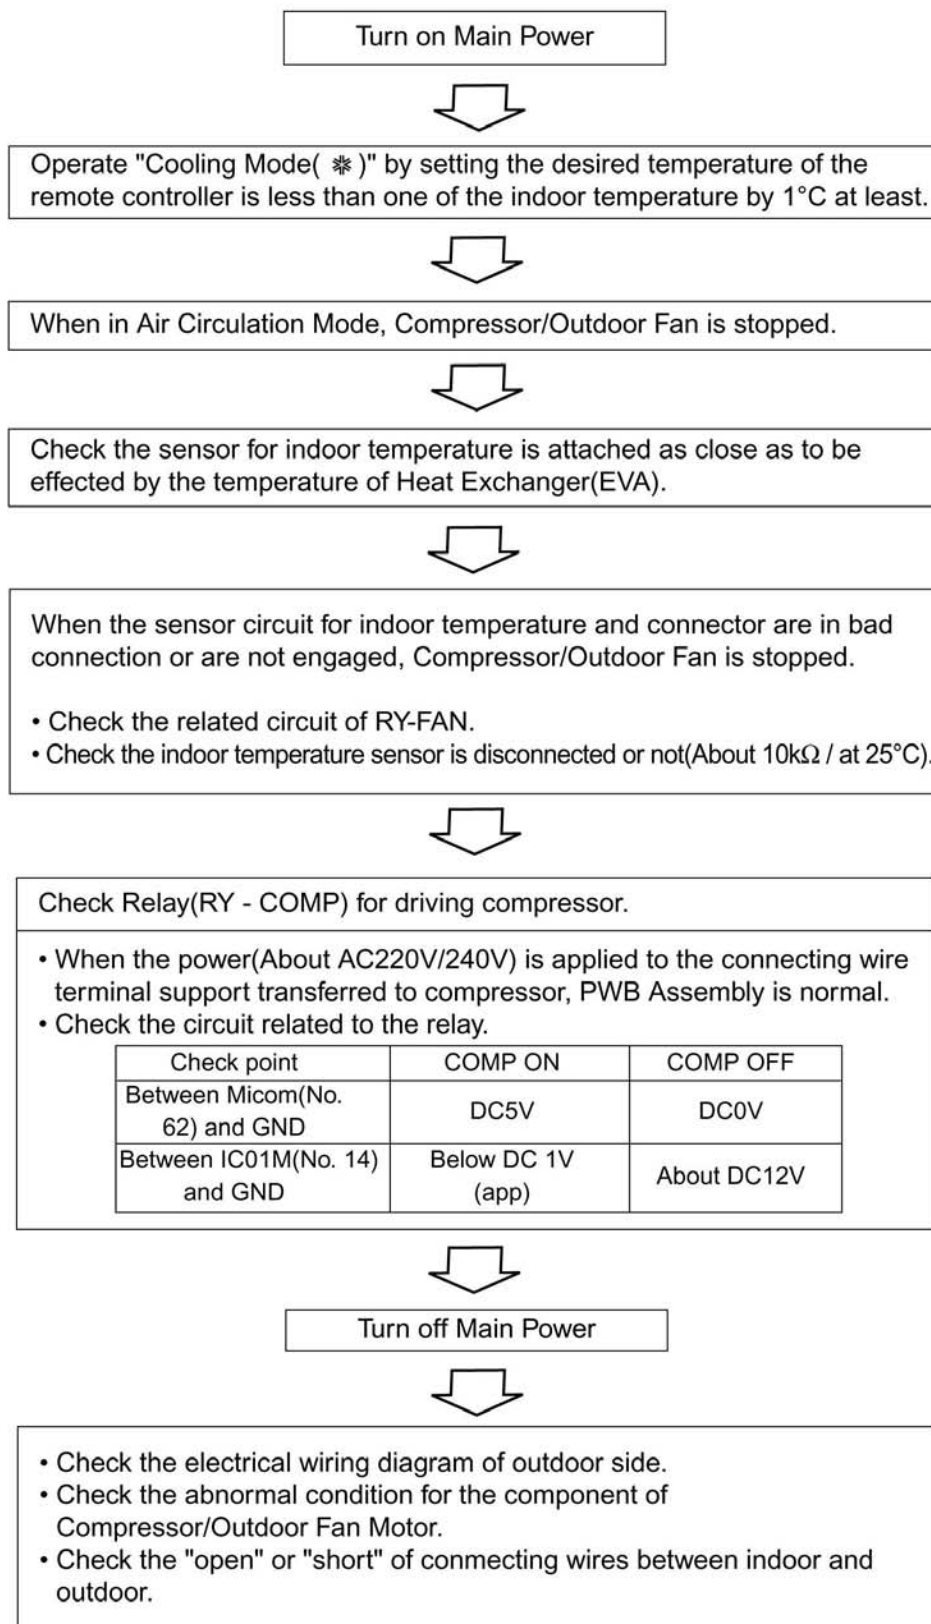 Turn on Main Power
Operate "Cooling Mode( ❄ )" by setting the desired temperature of the
remote controller is less than one of the indoor temperature by 1°C at least.
When in Air Circulation Mode, Compressor/Outdoor Fan is stopped.
Check the sensor for indoor temperature is attached as close as to be
effected by the temperature of Heat Exchanger(EVA).
When the sensor circuit for indoor temperature and connector are in bad
connection or are not engaged, Compressor/Outdoor Fan is stopped.
• Check the related circuit of RY-FAN.
• Check the indoor temperature sensor is disconnected or not(About 10kΩ / at 25°C).
Check Relay(RY - COMP) for driving compressor.
• When the power(About AC220V/240V) is applied to the connecting wire
terminal support transferred to compressor, PWB Assembly is normal.
• Check the circuit related to the relay.
Check point COMP ON COMP OFF
Between Micom(No.
62) and GND DC5V DC0V
Between IC01M(No. 14)
and GND Below DC 1V
(app) About DC12V
Turn off Main Power
• Check the electrical wiring diagram of outdoor side.
• Check the abnormal condition for the component of
Compressor/Outdoor Fan Motor.
• Check the "open" or "short" of conmecting wires between indoor and
outdoor.